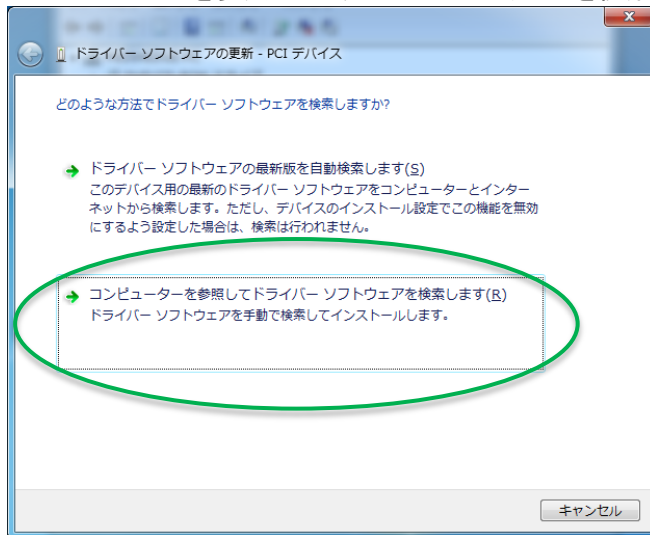 ドライバー ソフトウェアの更新 - PCI デバイス
どのような方法でドライバー ソフトウェアを検索しますか?
ドライバー ソフトウェアの最新版を自動検索します(S)
このデバイス用の最新のドライバー ソフトウェアをコンピューターとインター
ネットから検索します。ただし、デバイスのインストール設定でこの機能を無効
にするよう設定した場合は、検索は行われません。
コンピューターを参照してドライバー ソフトウェアを検索します(R)
ドライバー ソフトウェアを手動で検索してインストールします。
キャンセル